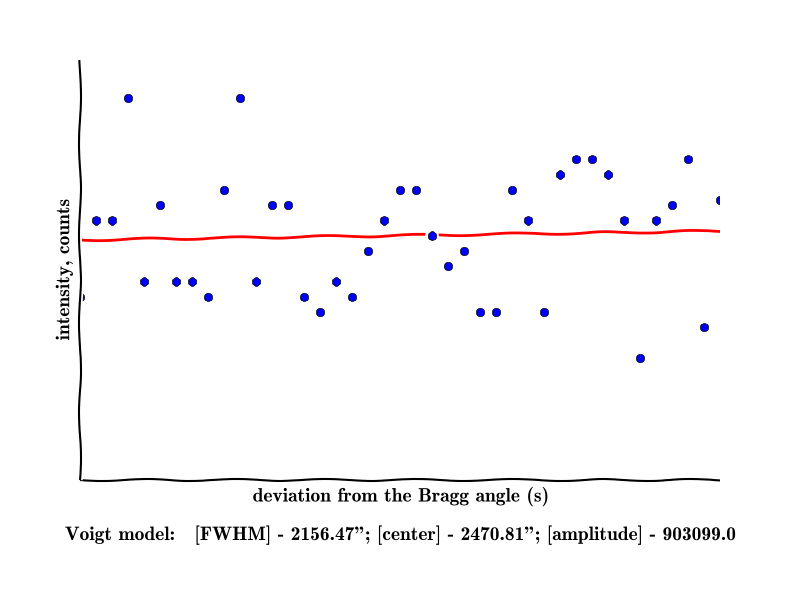 intensity, counts
deviation from the Bragg angle (s)
Voigt model: [FWHM] - 2156.47”; [center] - 2470.81”; [amplitude] - 903099.0